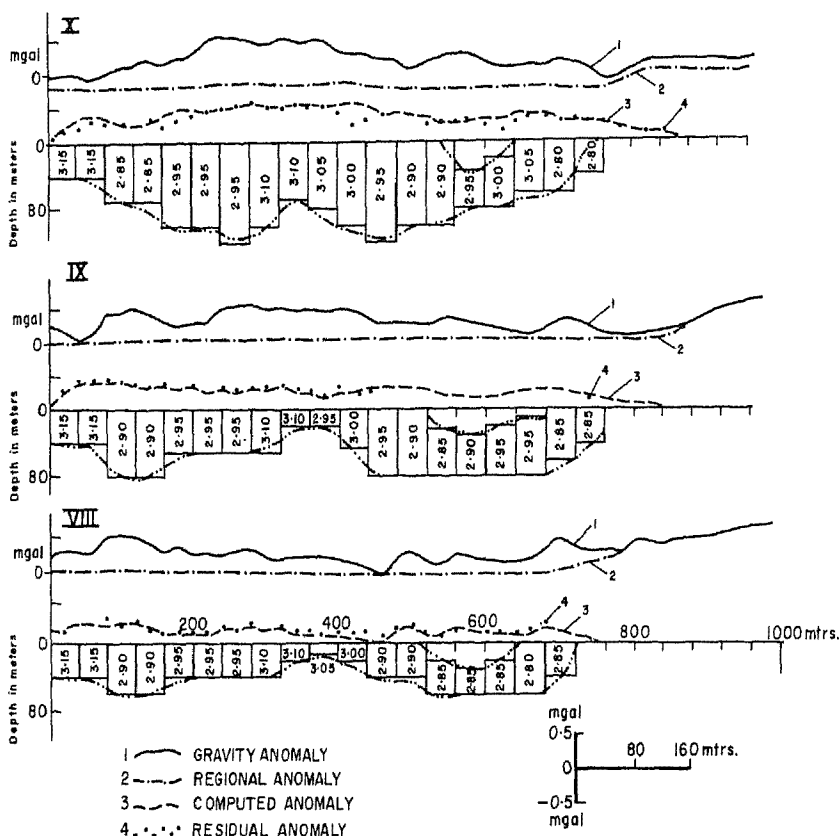 X
mgal
0
1
2
3
4
0
80
Depth in meters
3·15 3·15 2·85 2·85 2·95 2·95 2·95 3·10 3·10 3·05 3·00 2·95 2·90 2·90 2·95 3·00 3·05 2·80 2·80
IX
mgal
0
1
2
4
3
0
80
Depth in meters
3·15 3·15 2·90 2·90 2·95 2·95 2·95 3·10 3·10 2·95 3·00 2·95 2·90 2·85 2·90 2·95 2·95 2·85 2·85
VIII
mgal
0
1
2
4
3
200 400 600 800 1000 mtrs.
0
80
Depth in meters
3·15 3·15 2·90 2·90 2·95 2·95 2·95 3·10 3·10 3·05 3·00 2·90 2·90 2·85 2·85 2·85 2·80 2·85
1 GRAVITY ANOMALY
2 REGIONAL ANOMALY
3 COMPUTED ANOMALY
4 RESIDUAL ANOMALY
mgal
0·5
0
-0·5
mgal
80 160 mtrs.